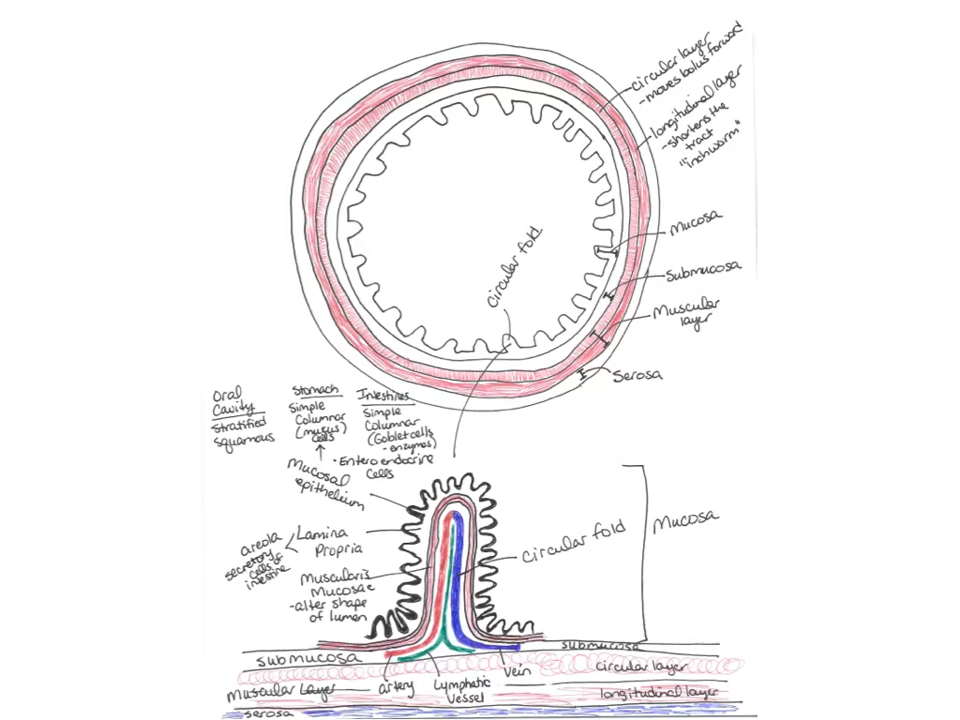 circular layer
-moves bolus forward
longitudinal layer
-shortens the
tract
"inchworm"
Mucosa
Submucosa
Muscular
layer
Serosa
circular fold
Oral
Cavity
Stratified
Squamous
Stomach
Simple
Columnar
(mucus)
cells
Intestines
Simple
Columnar
(Goblet cells
-enzymes)
·Enteroendocrine
Cells
Mucosal
epithelium
areola
secretory
cells of
intestine
Lamina
Propria
Muscularis
Mucosae
-alter shape
of lumen
circular fold
Mucosa
submucosa
submucosa
circular layer
Muscular Layer
artery
Lymphatic
Vessel
Vein
longitudinal layer
serosa